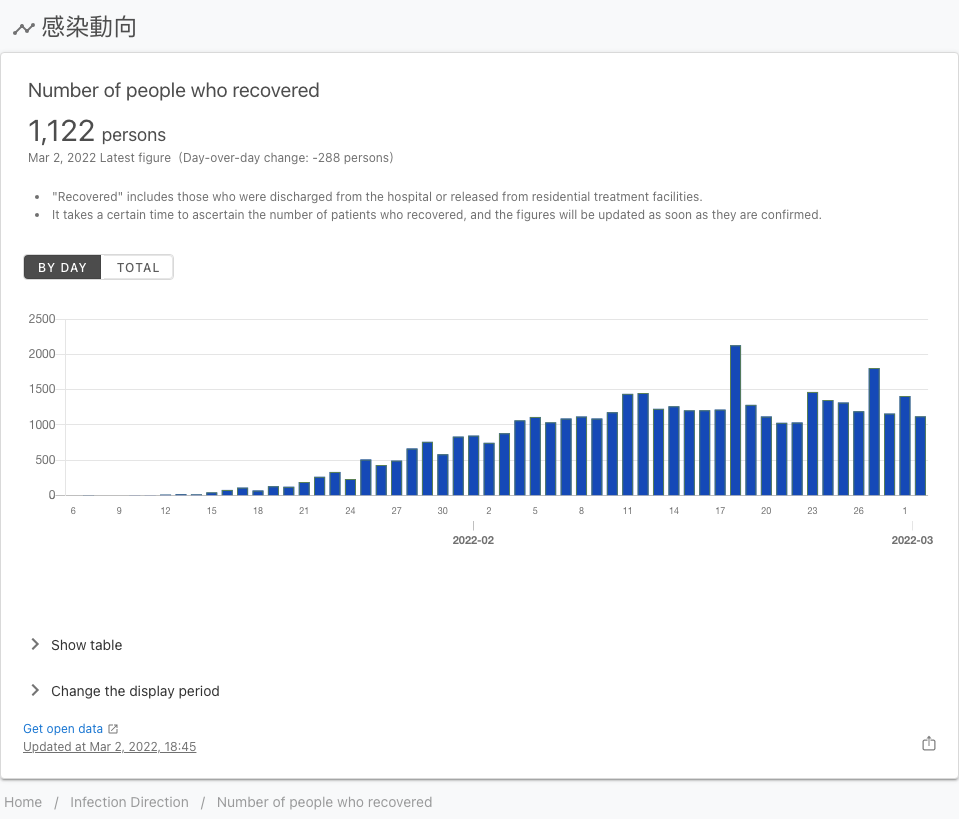 感染動向
Number of people who recovered
1,122 persons
Mar 2, 2022 Latest figure (Day-over-day change: -288 persons)
"Recovered" includes those who were discharged from the hospital or released from residential treatment facilities.
It takes a certain time to ascertain the number of patients who recovered, and the figures will be updated as soon as they are confirmed.
BY DAY TOTAL
2500
2000
1500
1000
500
0
6 9 12 15 18 21 24 27 30 2 5 8 11 14 17 20 23 26 1
2022-02 2022-03
Show table
Change the display period
Get open data
Updated at Mar 2, 2022, 18:45
Home / Infection Direction / Number of people who recovered